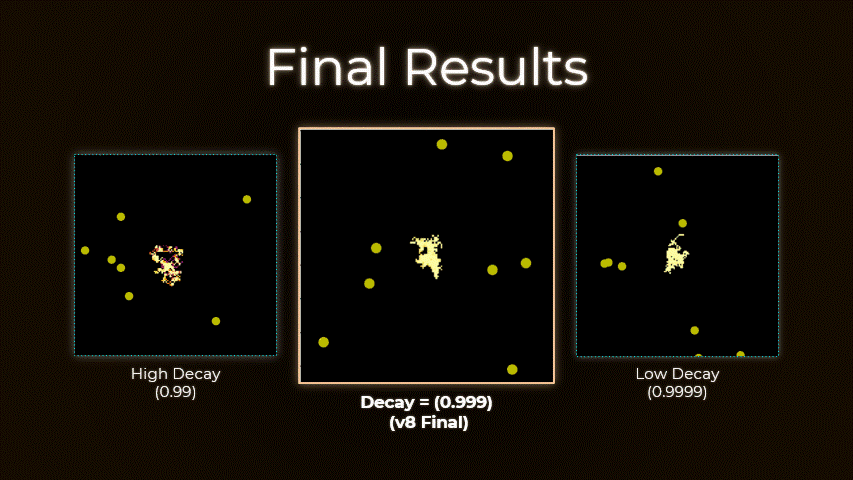 Final Results
High Decay
(0.99)
Decay = (0.999)
(v8 Final)
Low Decay
(0.9999)